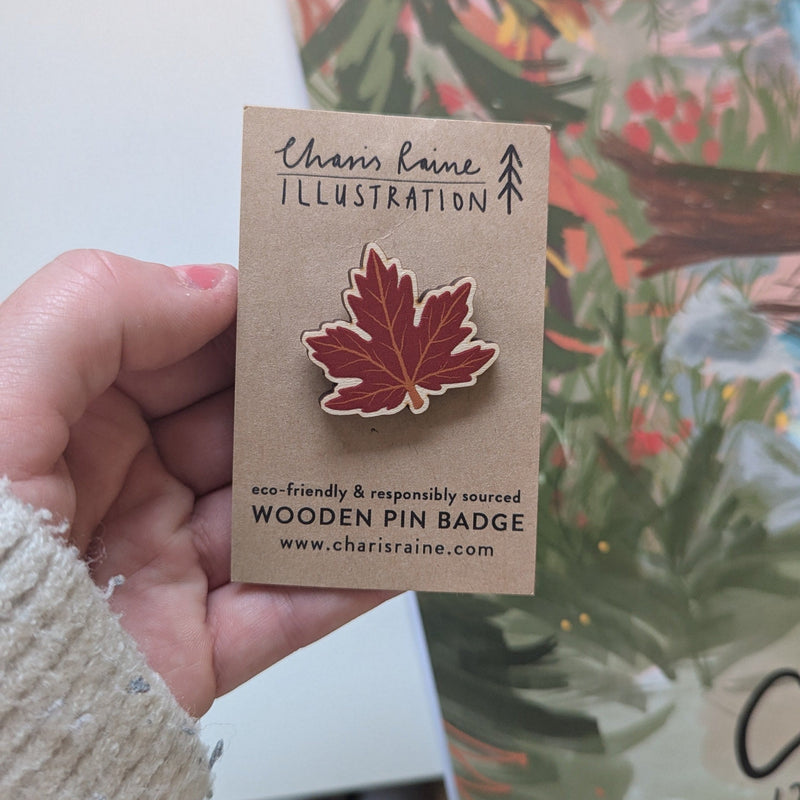 Charis Raine
ILLUSTRATION
eco-friendly & responsibly sourced
WOODEN PIN BADGE
www.charisraine.com